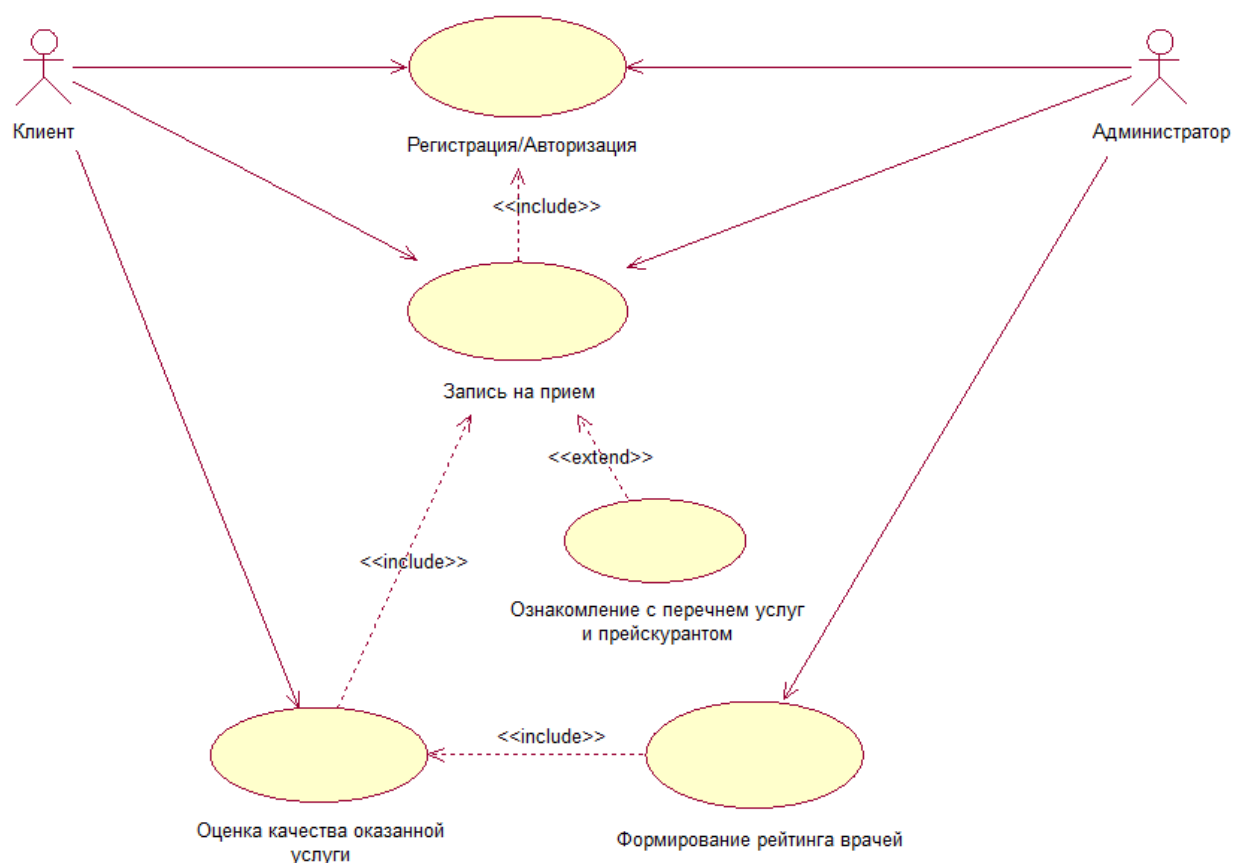 Клиент
Администратор
Регистрация/Авторизация
<<include>>
Запись на прием
<<extend>>
<<include>>
Ознакомление с перечнем услуг
и прейскурантом
<<include>>
Оценка качества оказанной
услуги
Формирование рейтинга врачей